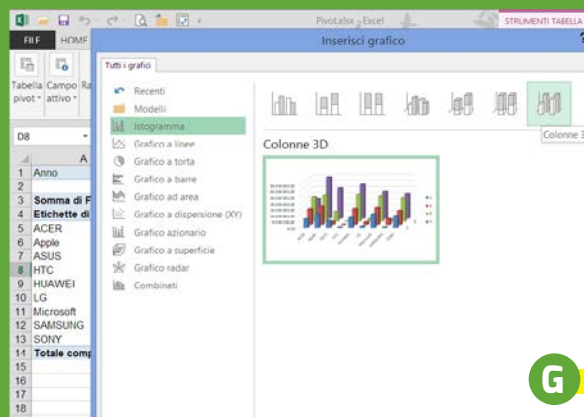 Pivot.xlsx - Excel
STRUMENTI TABELLA
FILE
HOME
Inserisci grafico
?
Tabella pivot
Campo attivo
Tutti i grafici
Recenti
Modelli
Istogramma
Grafico a linee
Grafico a torta
Grafico a barre
Grafico ad area
Grafico a dispersione (XY)
Grafico azionario
Grafico a superficie
Grafico radar
Combinati
Colonne 3
Colonne 3D
D8
A
1 Anno
2
3 Somma di F
4 Etichette di
5 ACER
6 Apple
7 ASUS
8 HTC
9 HUAWEI
10 LG
11 Microsoft
12 SAMSUNG
13 SONY
14 Totale comp
15
16
17
18
G